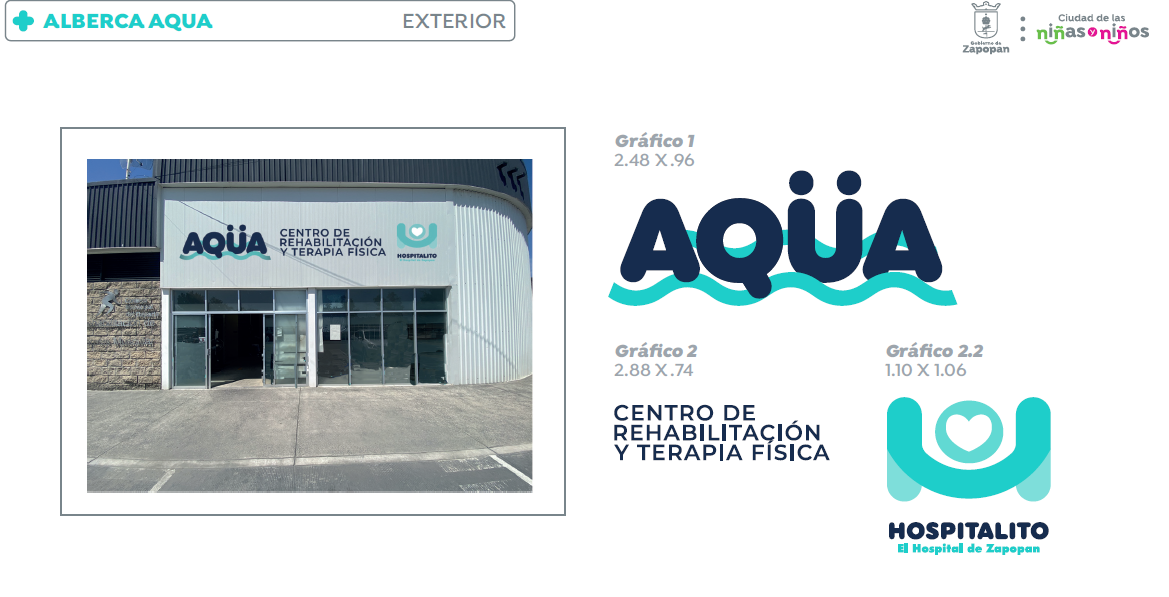 ALBERCA AQUA
EXTERIOR
Gobierno de
Zapopan
Ciudad de las
niñas y niños
AQÜA
CENTRO DE
REHABILITACIÓN
Y TERAPIA FÍSICA
HOSPITALITO
Gráfico 1
2.48 X .96
AQÜA
Gráfico 2
2.88 X .74
CENTRO DE
REHABILITACIÓN
Y TERAPIA FÍSICA
Gráfico 2.2
1.10 X 1.06
HOSPITALITO
El Hospital de Zapopan